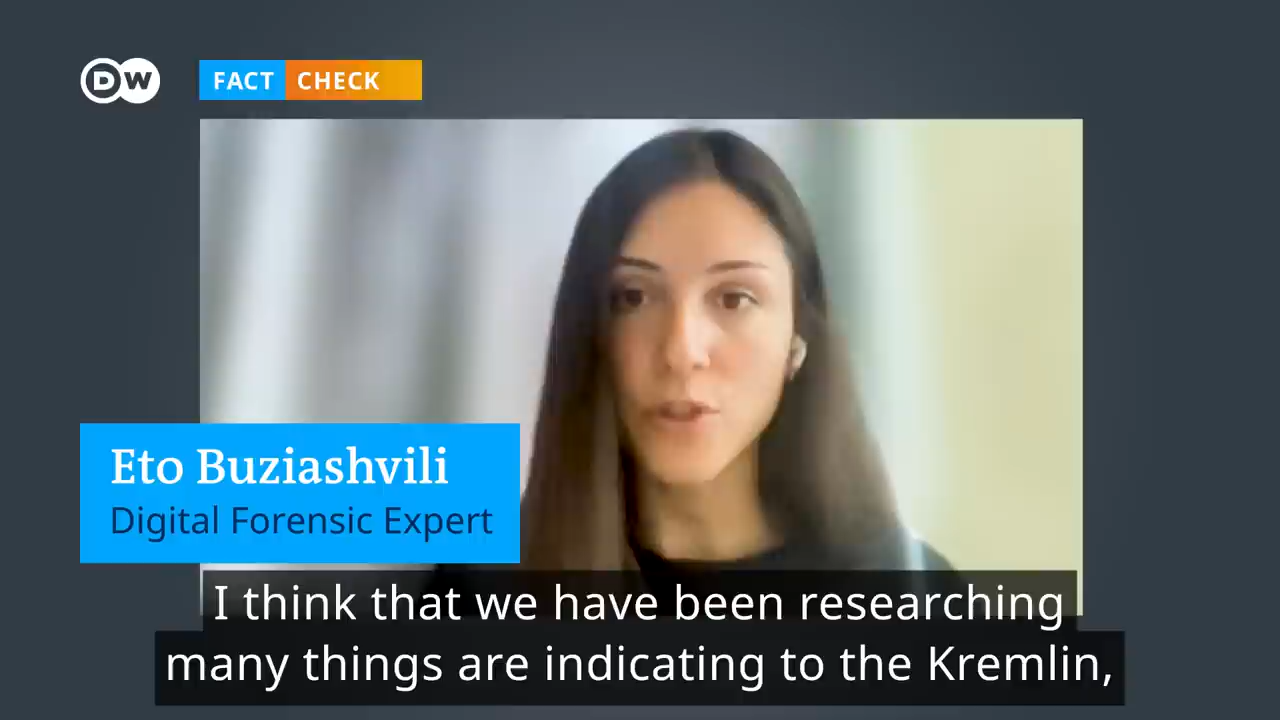 DW
FACT CHECK
Eto Buziashvili
Digital Forensic Expert
I think that we have been researching
many things are indicating to the Kremlin,